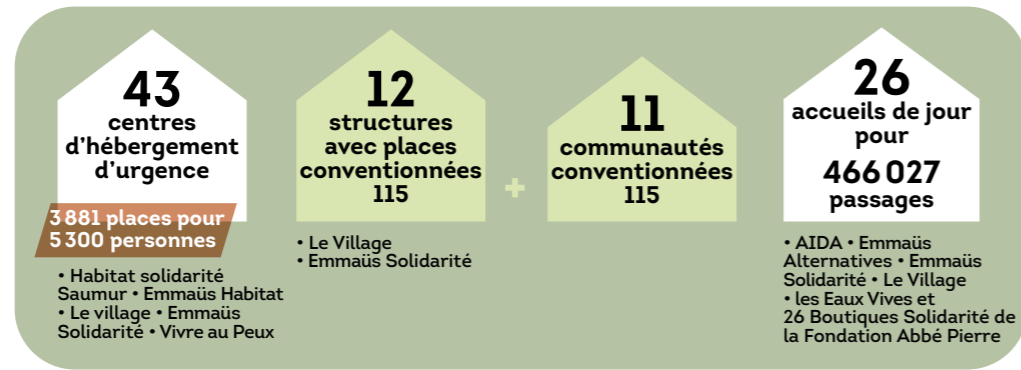 43
centres
d'hébergement
d'urgence
3 881 places pour
5 300 personnes
• Habitat solidarité
Saumur • Emmaüs Habitat
• Le village • Emmaüs
Solidarité • Vivre au Peux
12
structures
avec places
conventionnées
115
• Le Village
• Emmaüs Solidarité
+
11
communautés
conventionnées
115
26
accueils de jour
pour
466 027
passages
• AIDA • Emmaüs
Alternatives • Emmaüs
Solidarité • Le Village
• les Eaux Vives et
26 Boutiques Solidarité de
la Fondation Abbé Pierre